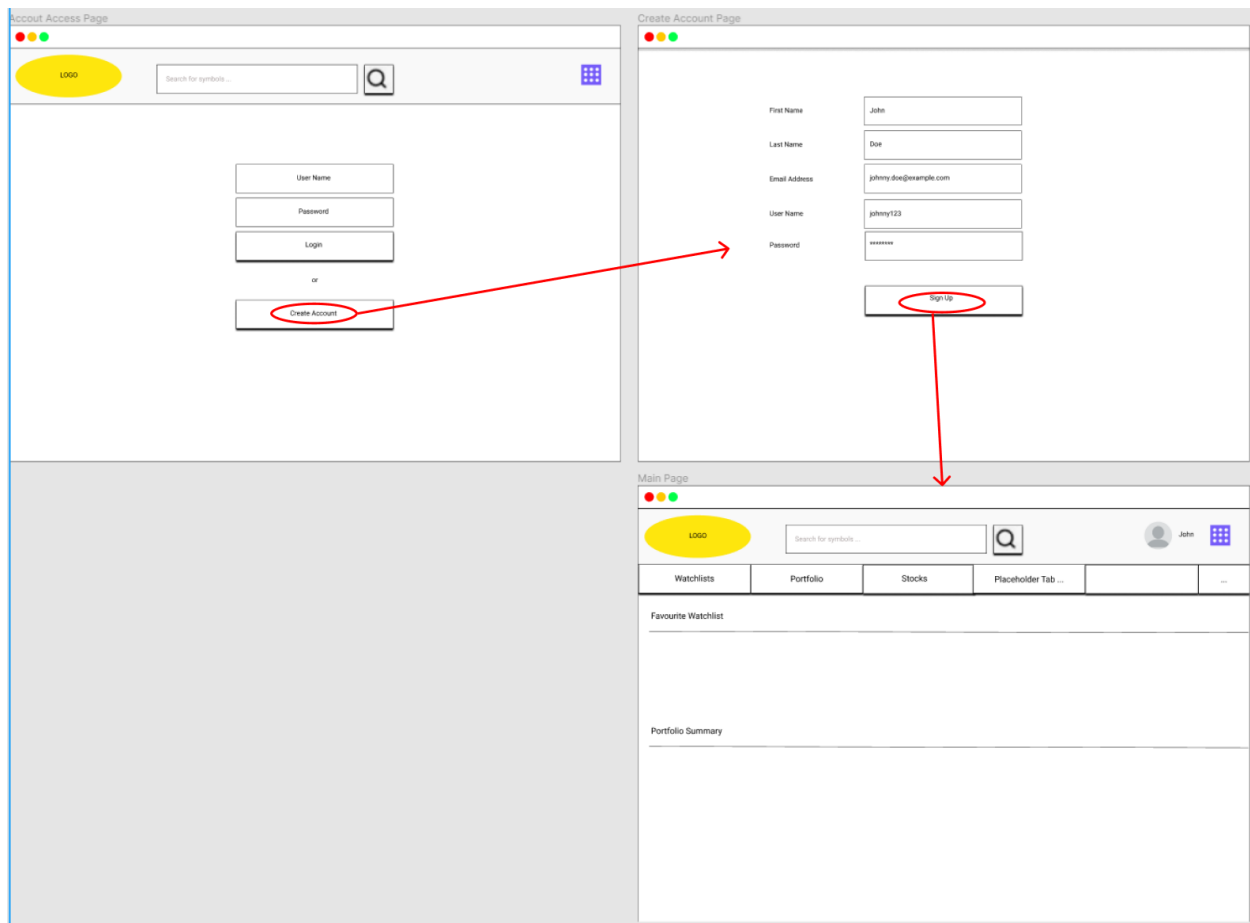 Accout Access Page
LOGO
Search for symbols ...
User Name
Password
Login
or
Create Account
Create Account Page
First Name John
Last Name Doe
Email Address johnny.doe@example.com
User Name johnny123
Password ********
Sign Up
Main Page
LOGO
Search for symbols ...
John
Watchlists Portfolio Stocks Placeholder Tab ... ...
Favourite Watchlist
Portfolio Summary